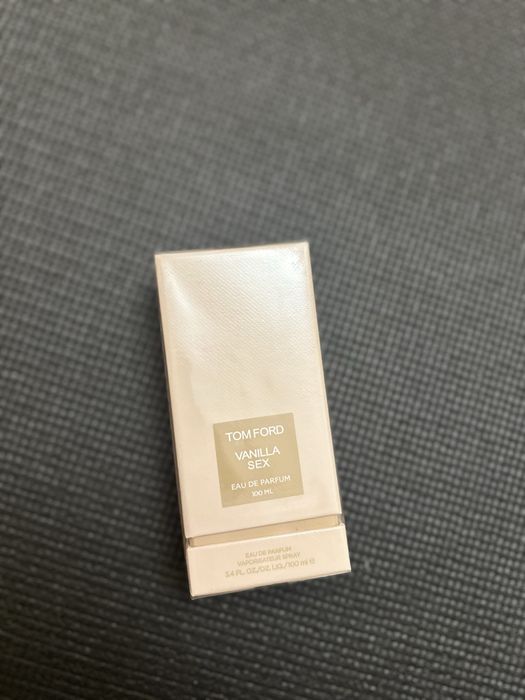 TOM FORD
VANILLA
SEX
EAU DE PARFUM
100 ML
EAU DE PARFUM
VAPORISATEUR SPRAY
3.4 FL. OZ./OZ. LIQ./100 ml ℮